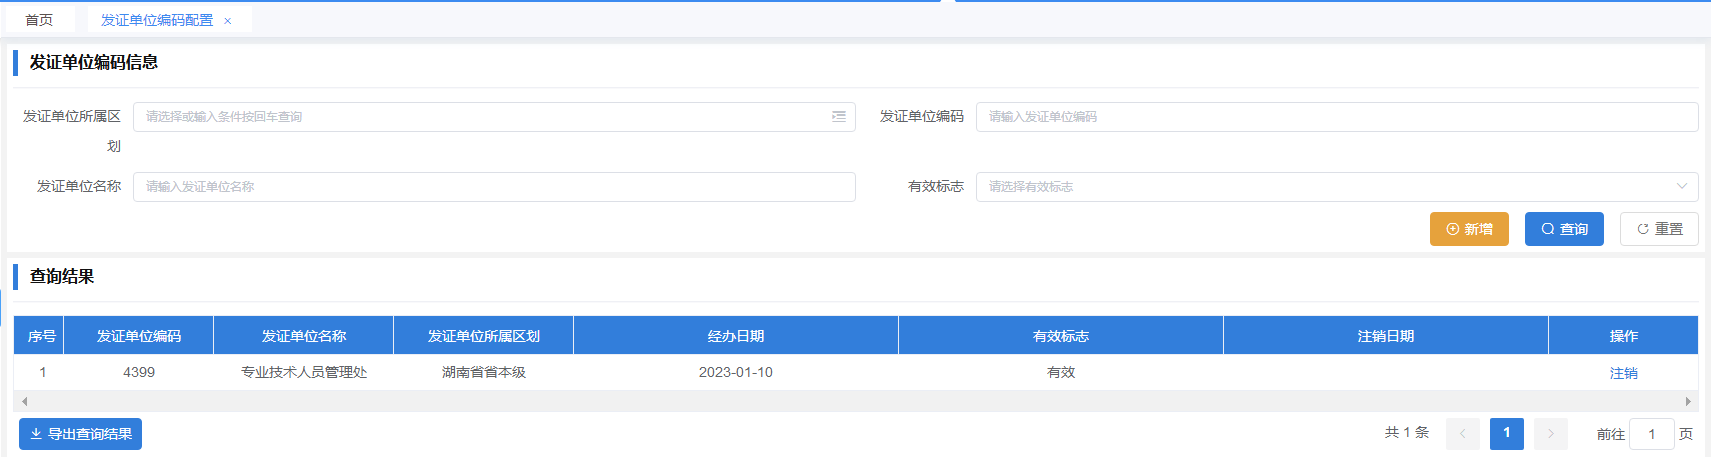 首页 发证单位编码配置 ×
发证单位编码信息
发证单位所属区划 请选择或输入条件按回车查询 发证单位编码 请输入发证单位编码
发证单位名称 请输入发证单位名称 有效标志 请选择有效标志
新增 查询 重置
查询结果
序号 发证单位编码 发证单位名称 发证单位所属区划 经办日期 有效标志 注销日期 操作
1 4399 专业技术人员管理处 湖南省省本级 2023-01-10 有效 注销
导出查询结果 共 1 条 1 前往 1 页